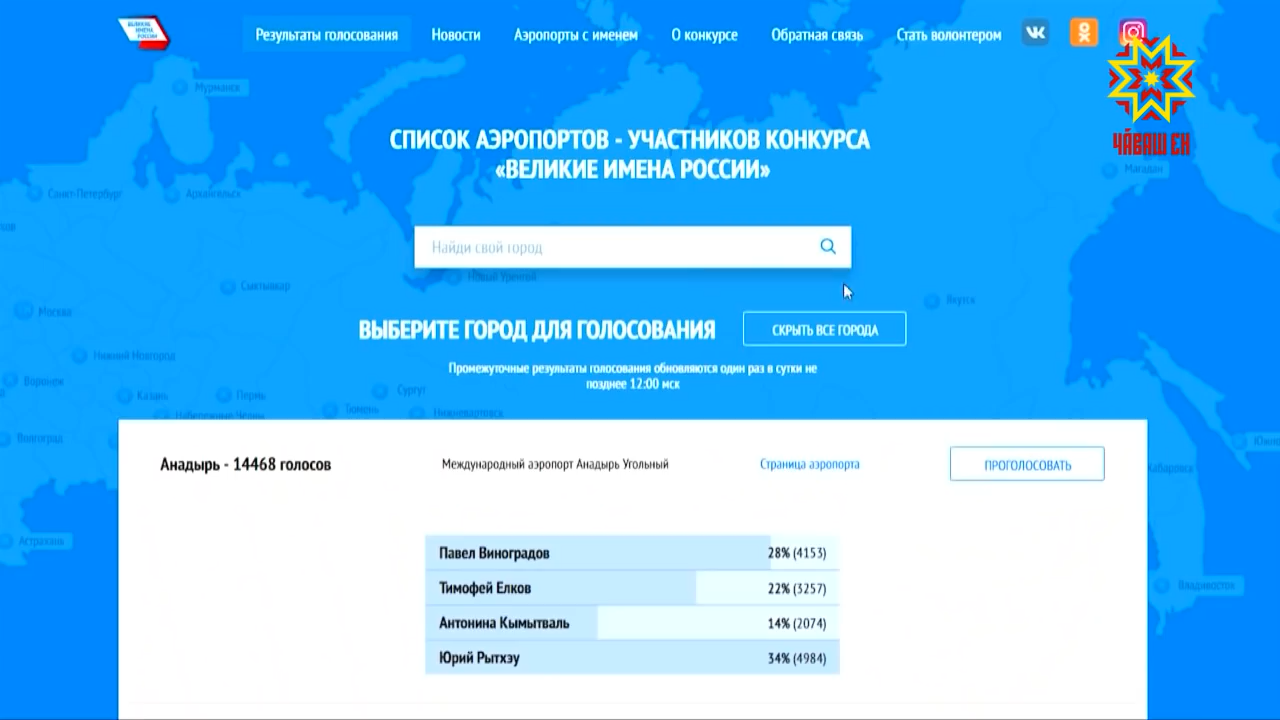 ВЕЛИКИЕ
ИМЕНА
РОССИИ
Результаты голосования
Новости
Аэропорты с именем
О конкурсе
Обратная связь
Стать волонтером
ЧĂВАШ ЕН
Мурманск
СПИСОК АЭРОПОРТОВ - УЧАСТНИКОВ КОНКУРСА
«ВЕЛИКИЕ ИМЕНА РОССИИ»
Магадан
Санкт-Петербург
Архангельск
Найди свой город
Новый Уренгой
Сыктывкар
Якутск
Москва
ВЫБЕРИТЕ ГОРОД ДЛЯ ГОЛОСОВАНИЯ
СКРЫТЬ ВСЕ ГОРОДА
Нижний Новгород
Промежуточные результаты голосования обновляются один раз в сутки не
позднее 12:00 мск
Воронеж
Казань
Пермь
Сургут
Тюмень
Нижневартовск
Набережные Челны
Волгоград
Хабаровск
Анадырь - 14468 голосов
Международный аэропорт Анадырь Угольный
Страница аэропорта
ПРОГОЛОСОВАТЬ
Астрахань
Павел Виноградов 28% (4153)
Тимофей Елков 22% (3257)
Владивосток
Антонина Кымытваль 14% (2074)
Юрий Рытхэу 34% (4984)